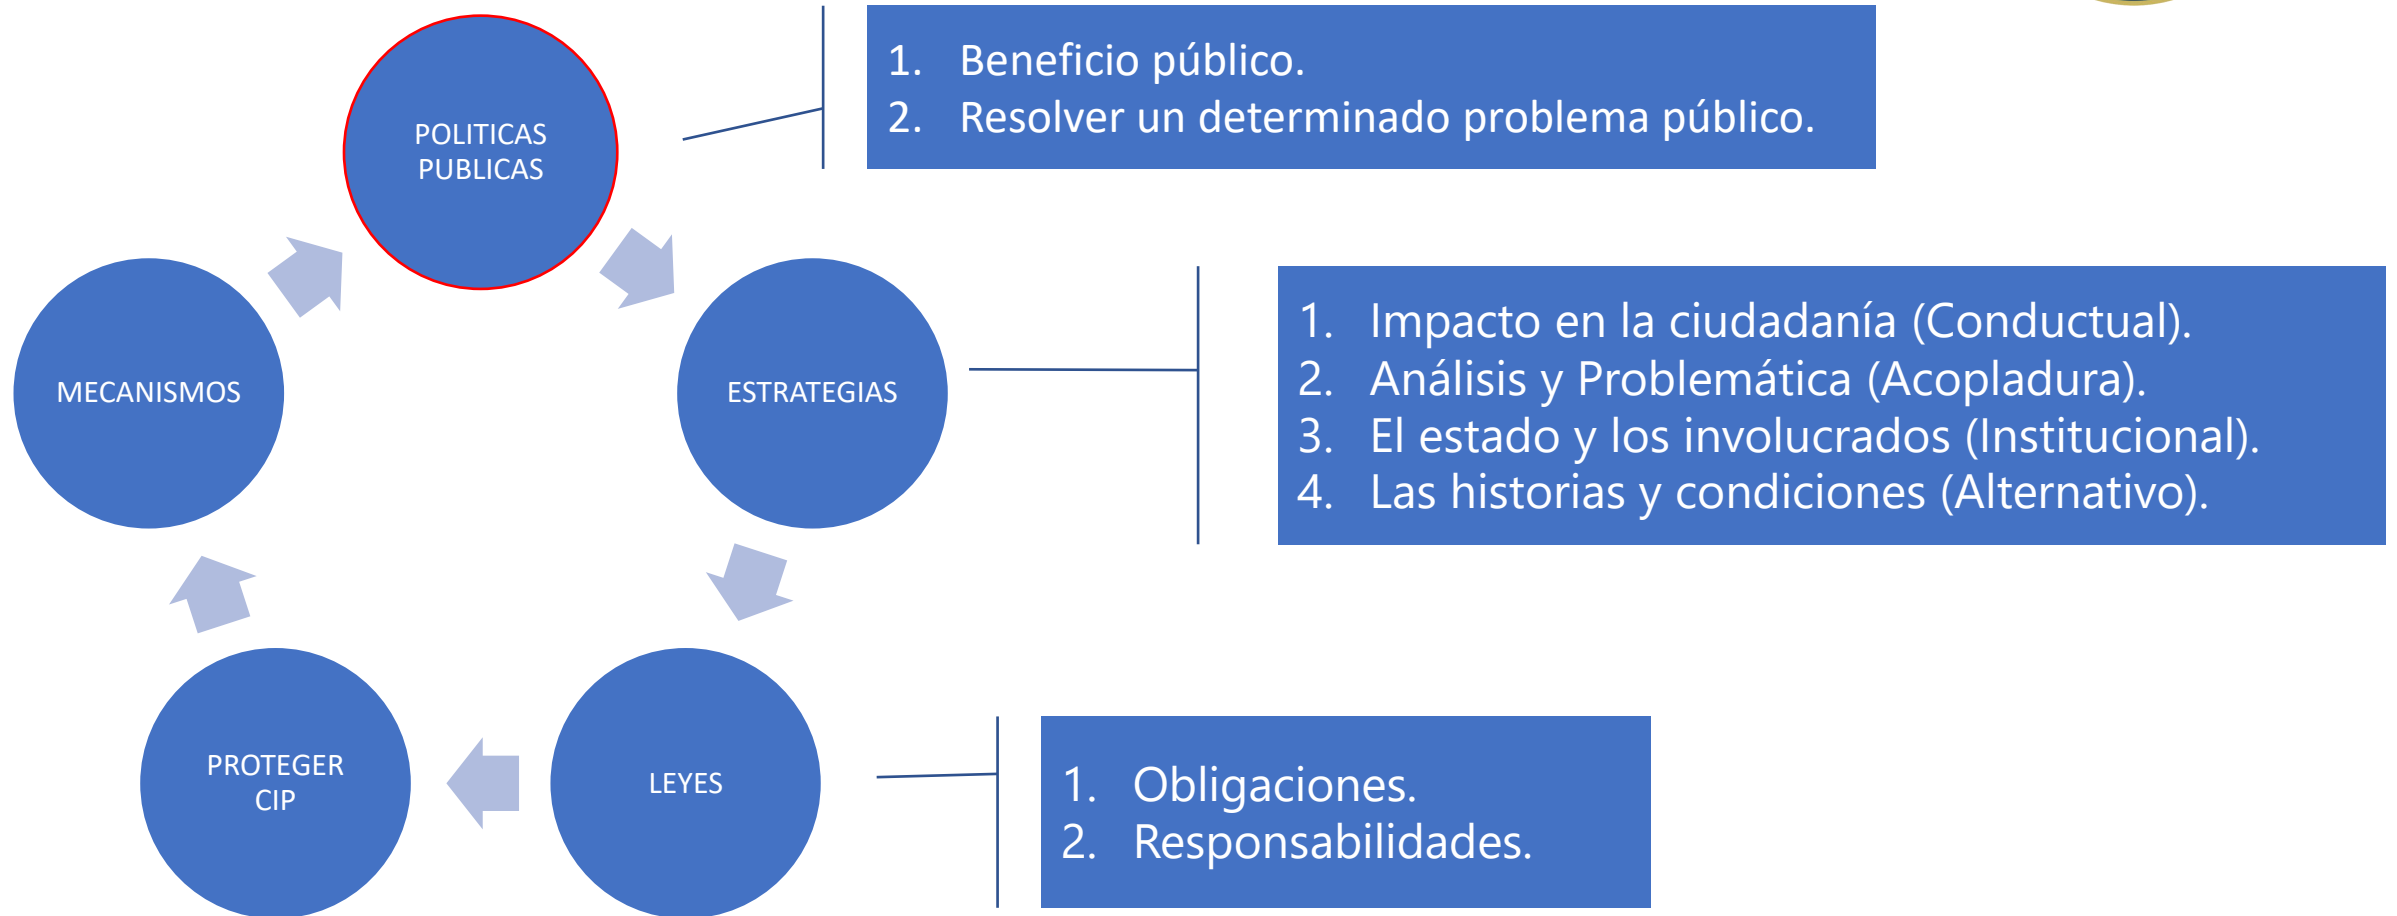 POLITICAS
PUBLICAS
1. Beneficio público.
2. Resolver un determinado problema público.
MECANISMOS
ESTRATEGIAS
1. Impacto en la ciudadanía (Conductual).
2. Análisis y Problemática (Acopladura).
3. El estado y los involucrados (Institucional).
4. Las historias y condiciones (Alternativo).
PROTEGER
CIP
LEYES
1. Obligaciones.
2. Responsabilidades.